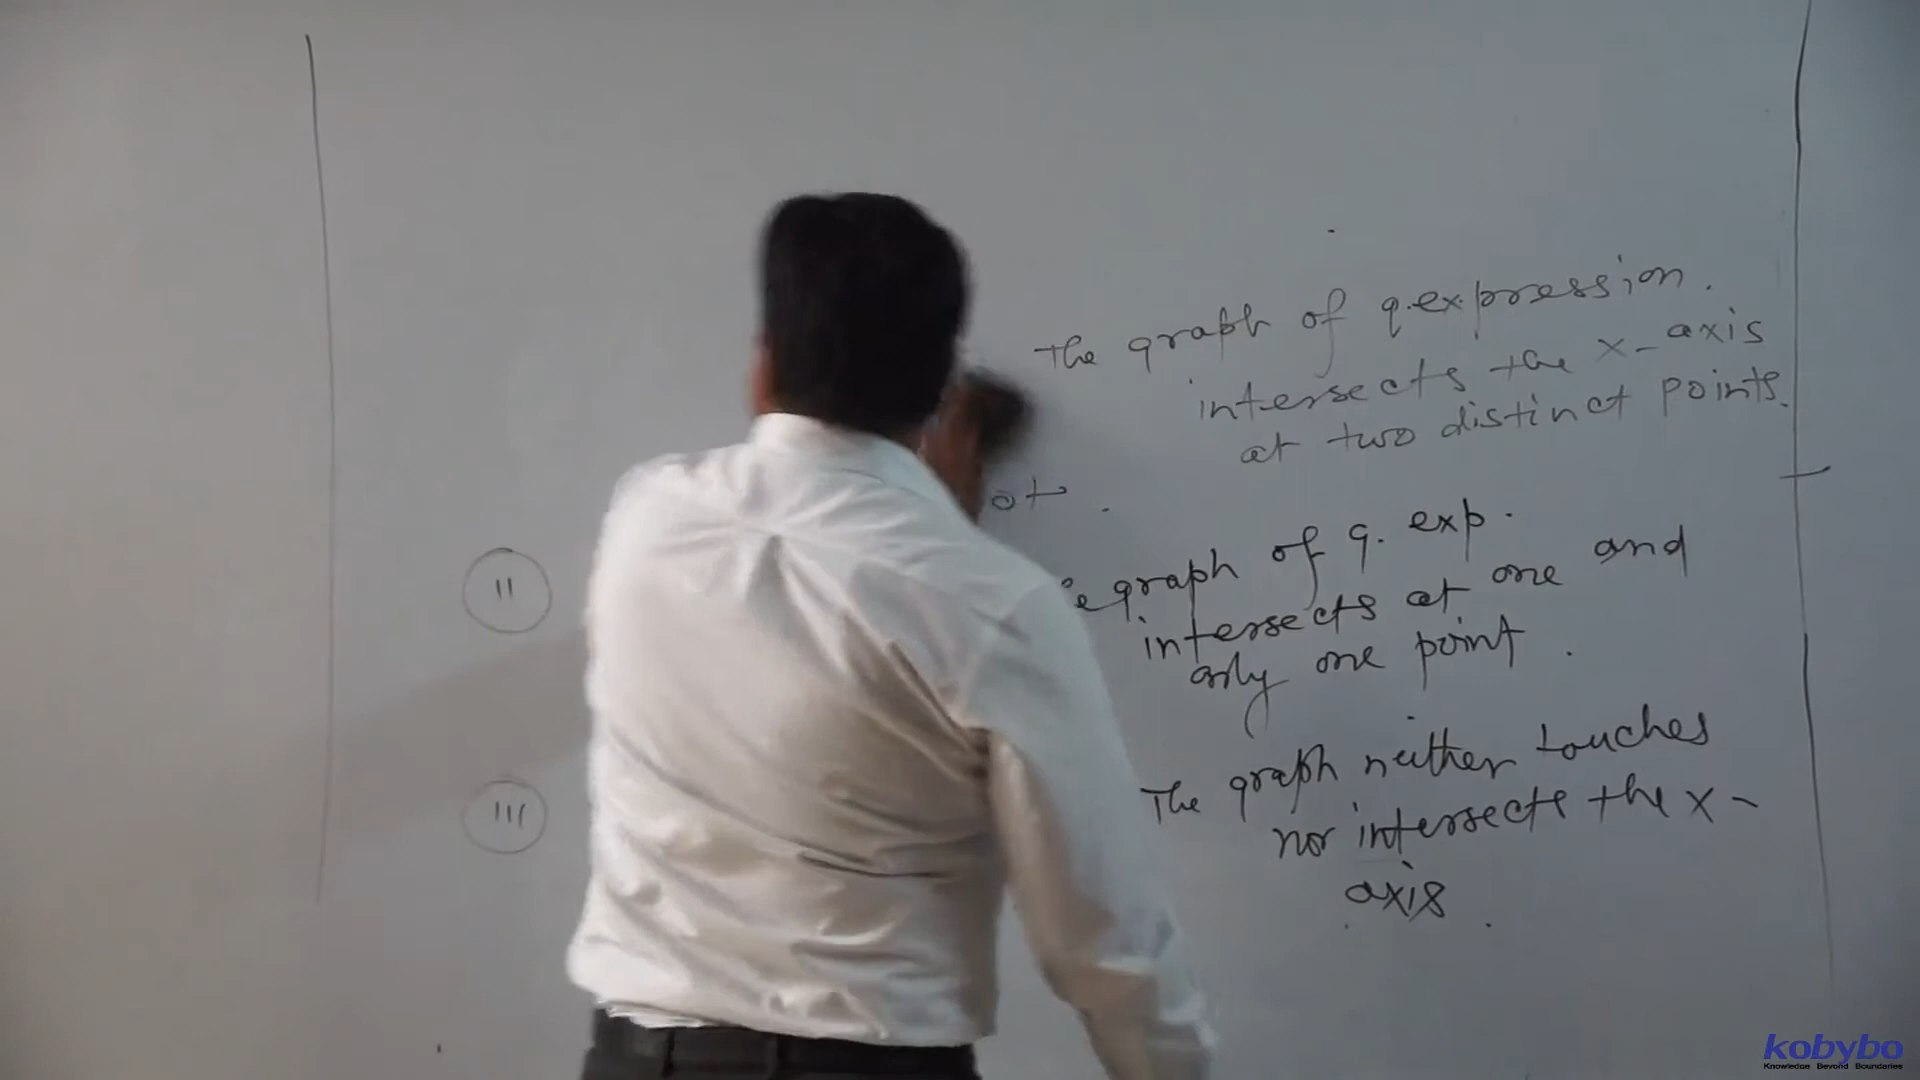 The graph of q.expression.
intersects the x-axis
at two distinct points.
ot.
II
graph of q. exp.
intersects at one and
only one point.
III
The graph neither touches
nor intersects the x-
axis.
kobybo
Knowledge Beyond Boundaries